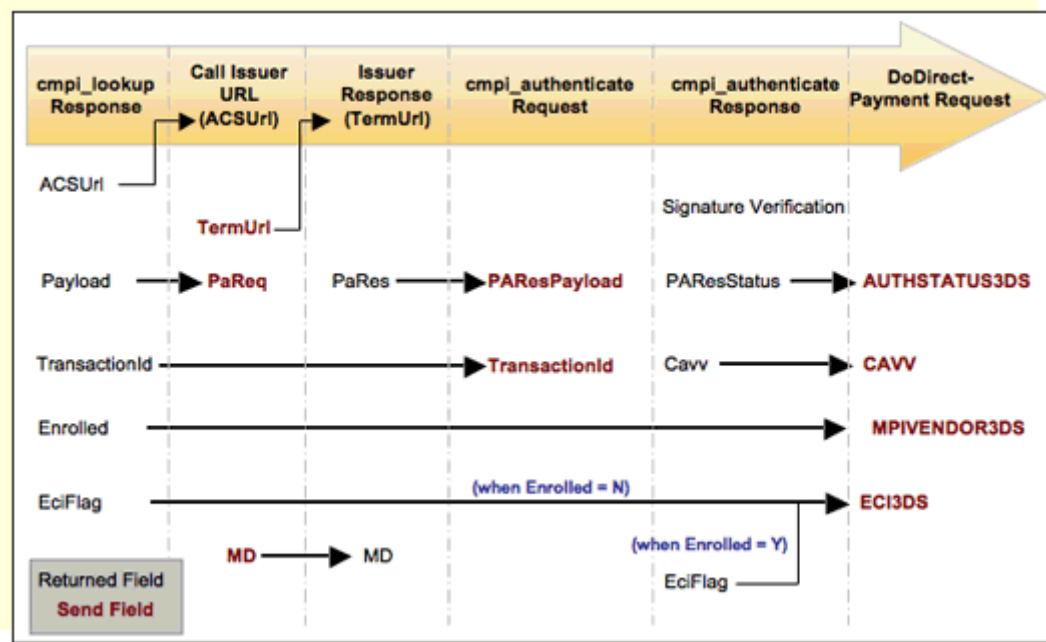 cmpi_lookup
Response
Call Issuer
URL
(ACSUrl)
Issuer
Response
(TermUrl)
cmpi_authenticate
Request
cmpi_authenticate
Response
DoDirect-
Payment Request
ACSUrl
TermUrl
Signature Verification
Payload
PaReq
PaRes
PAResPayload
PAResStatus
AUTHSTATUS3DS
TransactionId
TransactionId
Cavv
CAVV
Enrolled
MPIVENDOR3DS
EciFlag
(when Enrolled = N)
ECI3DS
(when Enrolled = Y)
MD
MD
EciFlag
Returned Field
Send Field